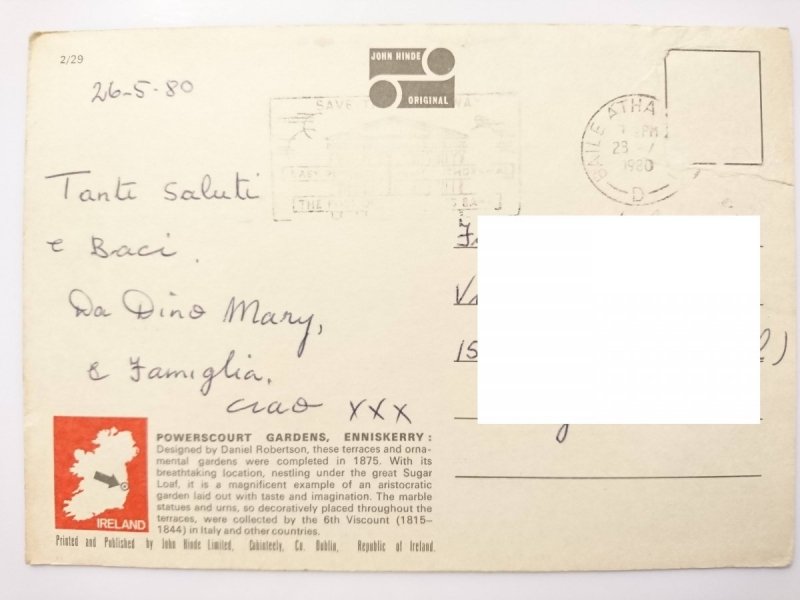 2/29
JOHN HINDE
ORIGINAL
26-5-80
SAVE
BAILE ATHA
PM
1980
D
THE
Tanti saluti
e Baci.
Da Dino Mary,
& Famiglia.
ciao xxx
POWERSCOURT GARDENS, ENNISKERRY:
Designed by Daniel Robertson, these terraces and orna-
mental gardens were completed in 1875. With its
breathtaking location, nestling under the great Sugar
Loaf, it is a magnificent example of an aristocratic
garden laid out with taste and imagination. The marble
statues and urns, so decoratively placed throughout the
terraces, were collected by the 6th Viscount (1815–
1844) in Italy and other countries.
IRELAND
Printed and Published by John Hinde Limited, Cabinteely, Co. Dublin, Republic of Ireland.